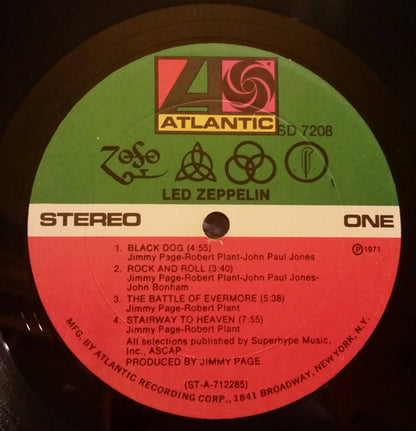 ATLANTIC
SD 7208
LED ZEPPELIN
STEREO
ONE
1. BLACK DOG (4:55)
Jimmy Page-Robert Plant-John Paul Jones
℗1971
2. ROCK AND ROLL (3:40)
Jimmy Page-Robert Plant-John Paul Jones-
John Bonham
3. THE BATTLE OF EVERMORE (5:38)
Jimmy Page-Robert Plant
4. STAIRWAY TO HEAVEN (7:55)
Jimmy Page-Robert Plant
All selections published by Superhype Music,
Inc., ASCAP
PRODUCED BY JIMMY PAGE
(ST-A-712285)
MFG. BY ATLANTIC RECORDING CORP., 1841 BROADWAY, NEW YORK, N.Y.